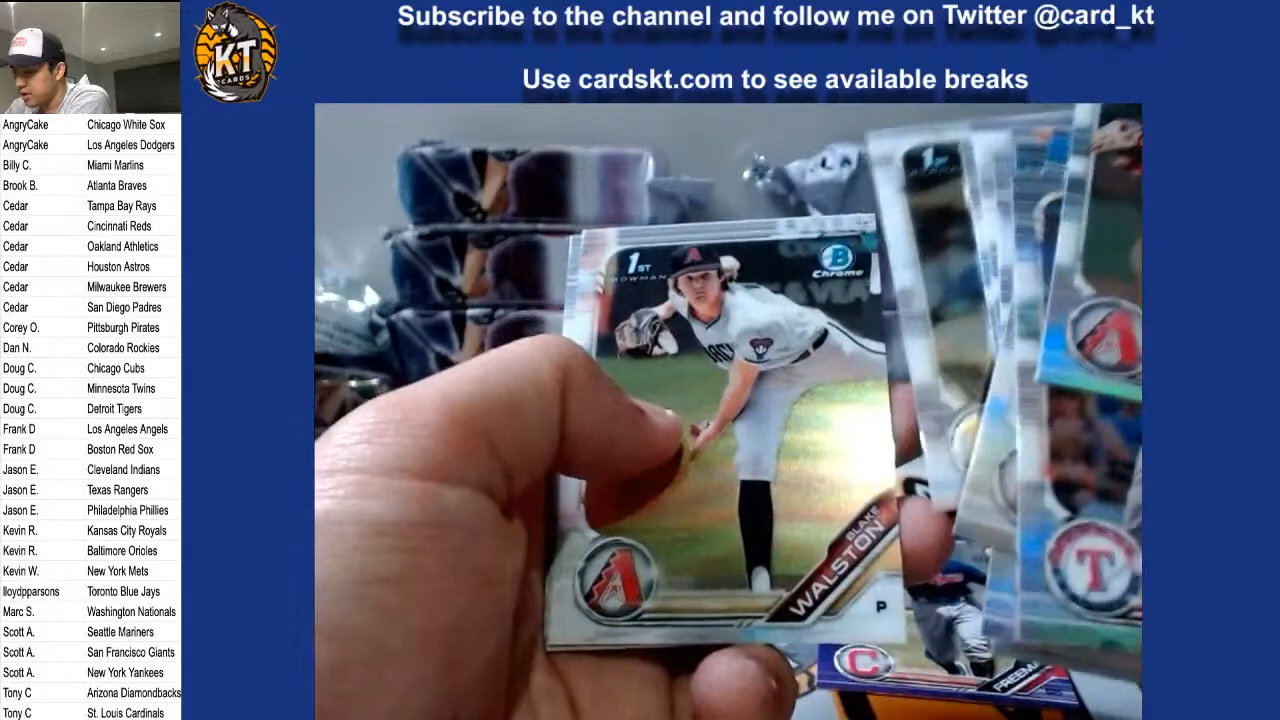 Subscribe to the channel and follow me on Twitter @card_kt
Use cardskt.com to see available breaks
KT
CARDS
AngryCake Chicago White Sox
AngryCake Los Angeles Dodgers
Billy C. Miami Marlins
Brook B. Atlanta Braves
Cedar Tampa Bay Rays
Cedar Cincinnati Reds
Cedar Oakland Athletics
Cedar Houston Astros
Cedar Milwaukee Brewers
Cedar San Diego Padres
Corey O. Pittsburgh Pirates
Dan N. Colorado Rockies
Doug C. Chicago Cubs
Doug C. Minnesota Twins
Doug C. Detroit Tigers
Frank D Los Angeles Angels
Frank D Boston Red Sox
Jason E. Cleveland Indians
Jason E. Texas Rangers
Jason E. Philadelphia Phillies
Kevin R. Kansas City Royals
Kevin R. Baltimore Orioles
Kevin W. New York Mets
lloydpparsons Toronto Blue Jays
Marc S. Washington Nationals
Scott A. Seattle Mariners
Scott A. San Francisco Giants
Scott A. New York Yankees
Tony C Arizona Diamondbacks
Tony C St. Louis Cardinals
1ST
BOWMAN
B
Chrome
A
BLAKE
WALSTON
P
1ST
T
C